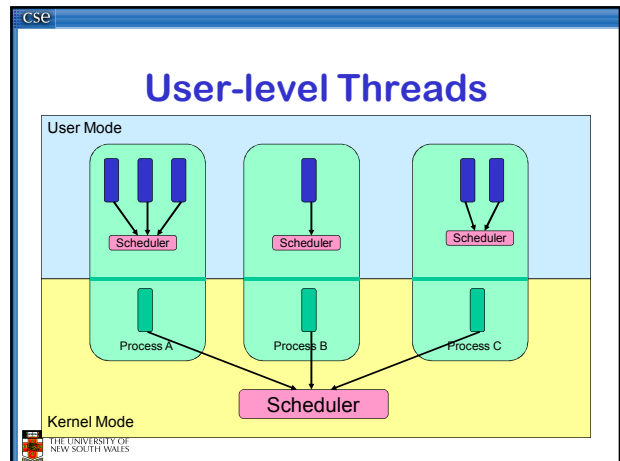 cse
User-level Threads
User Mode
Scheduler
Scheduler
Scheduler
Process A
Process B
Process C
Scheduler
Kernel Mode
THE UNIVERSITY OF
NEW SOUTH WALES